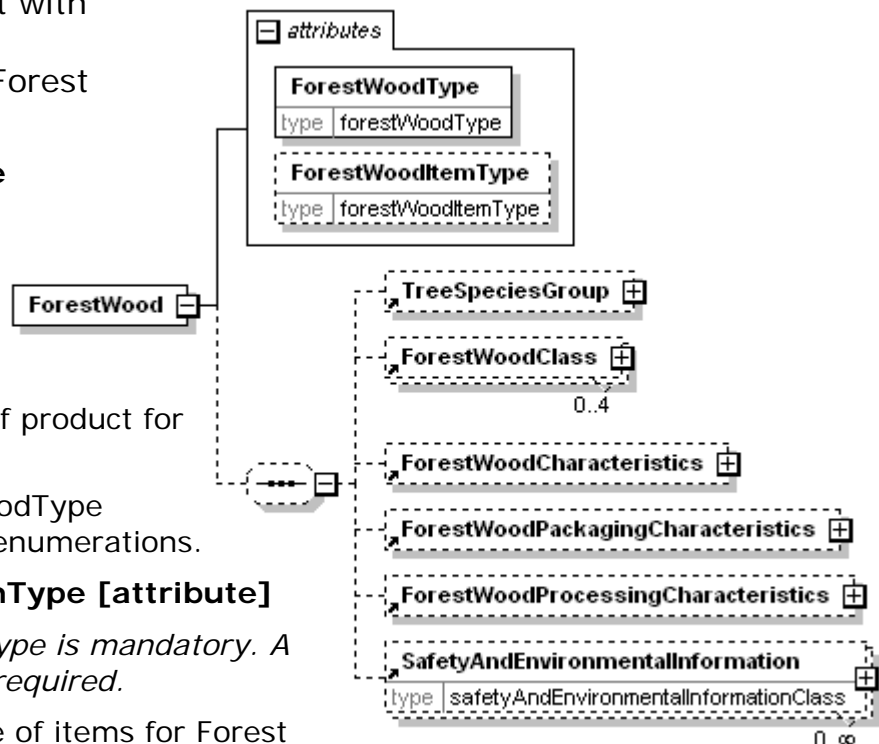 t with
Forest
e
f product for
odType
enumerations.
nType [attribute]
ype is mandatory. A
required.
e of items for Forest
attributes
ForestWoodType
type forestWoodType
ForestWoodItemType
type forestWoodItemType
ForestWood
TreeSpeciesGroup
ForestWoodClass
0..4
ForestWoodCharacteristics
ForestWoodPackagingCharacteristics
ForestWoodProcessingCharacteristics
SafetyAndEnvironmentalInformation
type safetyAndEnvironmentalInformationClass
0..∞